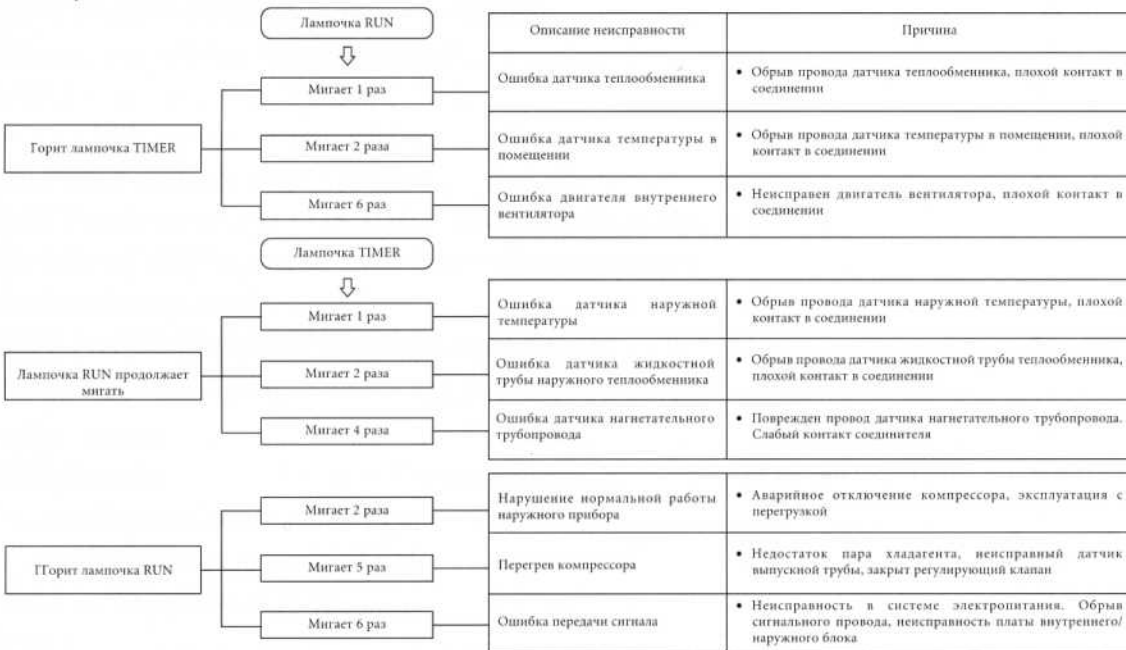 Лампочка RUN
Описание неисправности
Причина
Горит лампочка TIMER
Мигает 1 раз
Ошибка датчика теплообменника
• Обрыв провода датчика теплообменника, плохой контакт в
соединении
Мигает 2 раза
Ошибка датчика температуры в
помещении
• Обрыв провода датчика температуры в помещении, плохой
контакт в соединении
Мигает 6 раз
Ошибка двигателя внутреннего
вентилятора
• Неисправен двигатель вентилятора, плохой контакт в
соединении
Лампочка TIMER
Лампочка RUN продолжает
мигать
Мигает 1 раз
Ошибка датчика наружной
температуры
• Обрыв провода датчика наружной температуры, плохой
контакт в соединении
Мигает 2 раза
Ошибка датчика жидкостной
трубы наружного теплообменника
• Обрыв провода датчика жидкостной трубы теплообменника,
плохой контакт в соединении
Мигает 4 раза
Ошибка датчика нагнетательного
трубопровода
• Поврежден провод датчика нагнетательного трубопровода.
Слабый контакт соединителя
ГГорит лампочка RUN
Мигает 2 раза
Нарушение нормальной работы
наружного прибора
• Аварийное отключение компрессора, эксплуатация с
перегрузкой
Мигает 5 раз
Перегрев компрессора
• Недостаток пара хладагента, неисправный датчик
выпускной трубы, закрыт регулирующий клапан
Мигает 6 раз
Ошибка передачи сигнала
• Неисправность в системе электропитания. Обрыв
сигнального провода, неисправность платы внутреннего/
наружного блока